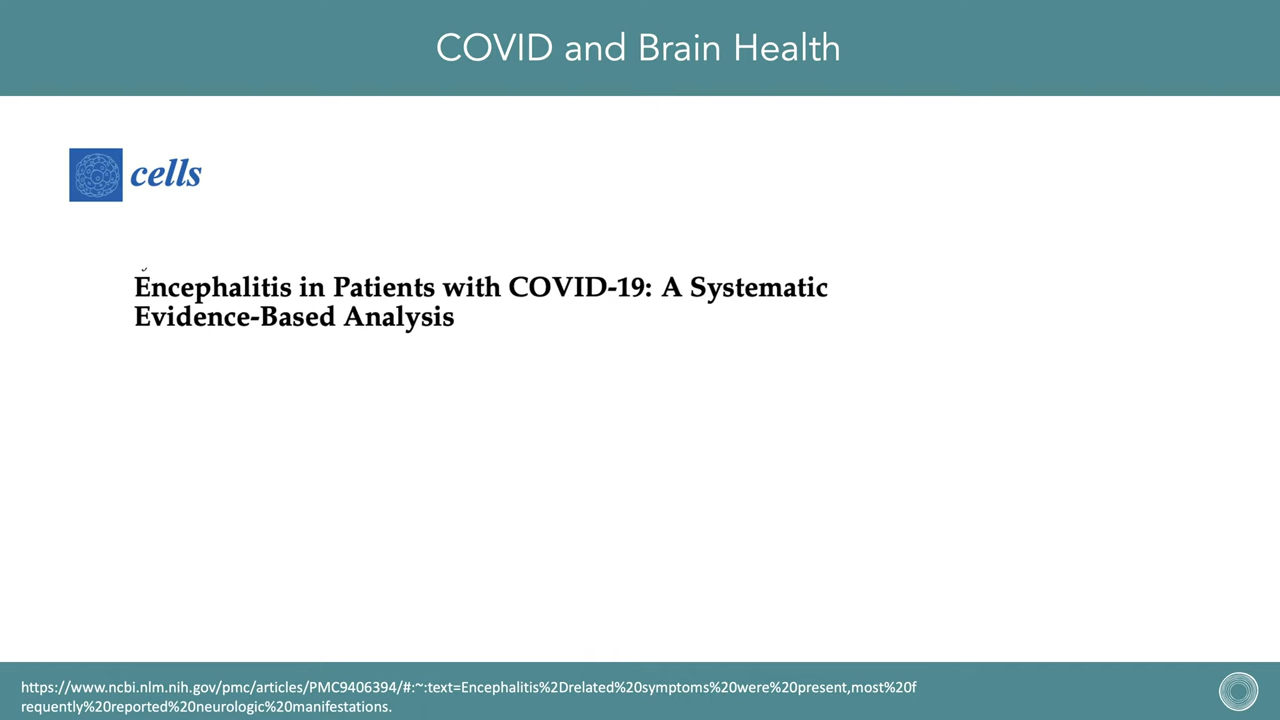 COVID and Brain Health
cells
Encephalitis in Patients with COVID-19: A Systematic
Evidence-Based Analysis
https://www.ncbi.nlm.nih.gov/pmc/articles/PMC9406394/#:~:text=Encephalitis%2Drelated%20symptoms%20were%20present,most%20f
requently%20reported%20neurologic%20manifestations.